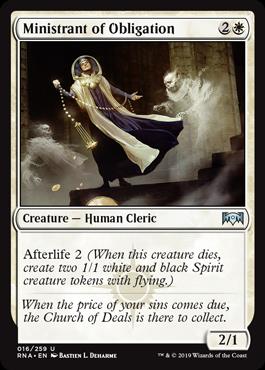 Ministrant of Obligation 2
Creature — Human Cleric
Afterlife 2 (When this creature dies,
create two 1/1 white and black Spirit
creature tokens with flying.)
When the price of your sins comes due,
the Church of Deals is there to collect.
2/1
016/259 U
RNA • EN BASTIEN L. DEHARME
™ & © 2019 Wizards of the Coast